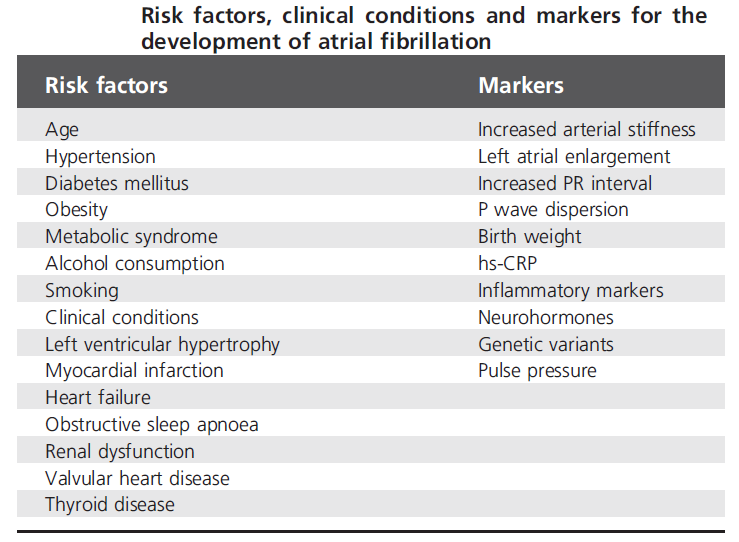 Risk factors, clinical conditions and markers for the
development of atrial fibrillation
Risk factors Markers
Age Increased arterial stiffness
Hypertension Left atrial enlargement
Diabetes mellitus Increased PR interval
Obesity P wave dispersion
Metabolic syndrome Birth weight
Alcohol consumption hs-CRP
Smoking Inflammatory markers
Clinical conditions Neurohormones
Left ventricular hypertrophy Genetic variants
Myocardial infarction Pulse pressure
Heart failure
Obstructive sleep apnoea
Renal dysfunction
Valvular heart disease
Thyroid disease